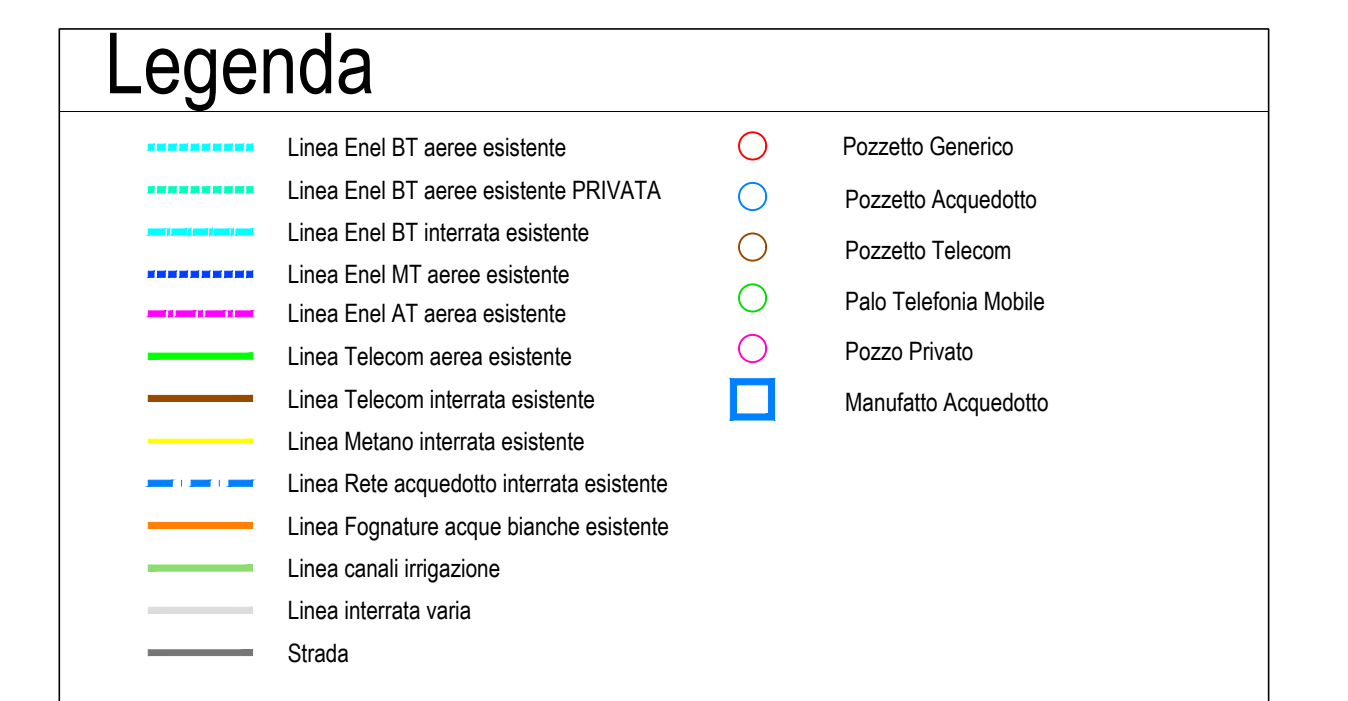 Legenda
Linea Enel BT aeree esistente
Linea Enel BT aeree esistente PRIVATA
Linea Enel BT interrata esistente
Linea Enel MT aeree esistente
Linea Enel AT aerea esistente
Linea Telecom aerea esistente
Linea Telecom interrata esistente
Linea Metano interrata esistente
Linea Rete acquedotto interrata esistente
Linea Fognature acque bianche esistente
Linea canali irrigazione
Linea interrata varia
Strada
Pozzetto Generico
Pozzetto Acquedotto
Pozzetto Telecom
Palo Telefonia Mobile
Pozzo Privato
Manufatto Acquedotto